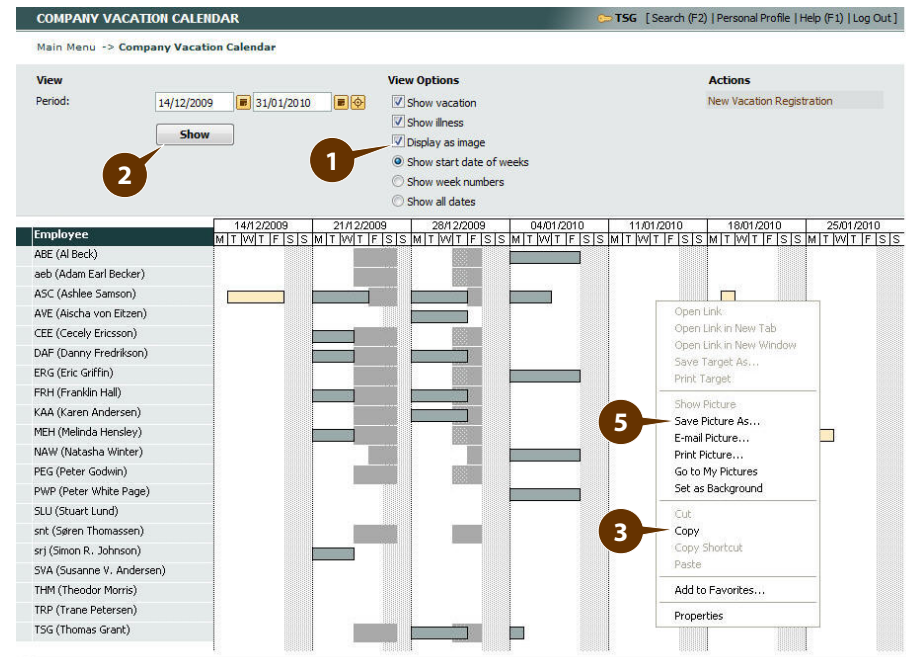 COMPANY VACATION CALENDAR
TSG [ Search (F2) | Personal Profile | Help (F1) | Log Out ]
Main Menu -> Company Vacation Calendar
View
View Options
Actions
Period:
14/12/2009
31/01/2010
Show vacation
New Vacation Registration
Show illness
Show
Display as image
1
2
Show start date of weeks
Show week numbers
Show all dates
Employee
14/12/2009 21/12/2009 28/12/2009 04/01/2010 11/01/2010 18/01/2010 25/01/2010
M T W T F S S M T W T F S S M T W T F S S M T W T F S S M T W T F S S M T W T F S S M T W T F S S
ABE (Al Beck)
aeb (Adam Earl Becker)
ASC (Ashlee Samson)
AVE (Aischa von Eitzen)
CEE (Cecely Ericsson)
DAF (Danny Fredrikson)
ERG (Eric Griffin)
FRH (Franklin Hall)
KAA (Karen Andersen)
MEH (Melinda Hensley)
NAW (Natasha Winter)
PEG (Peter Godwin)
PWP (Peter White Page)
SLU (Stuart Lund)
snt (Søren Thomassen)
srj (Simon R. Johnson)
SVA (Susanne V. Andersen)
THM (Theodor Morris)
TRP (Trane Petersen)
TSG (Thomas Grant)
Open Link
Open Link in New Tab
Open Link in New Window
Save Target As...
Print Target
Show Picture
5
Save Picture As...
E-mail Picture...
Print Picture...
Go to My Pictures
Set as Background
Cut
3
Copy
Copy Shortcut
Paste
Add to Favorites...
Properties